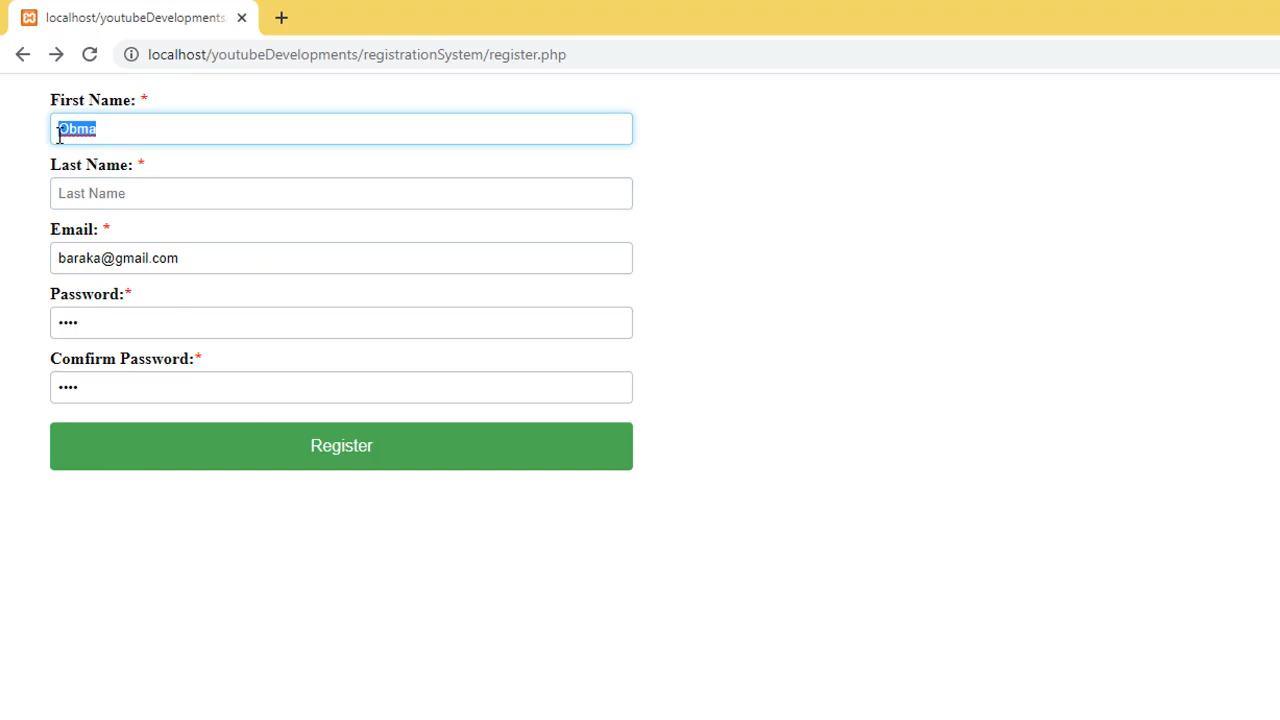 localhost/youtubeDevelopments
localhost/youtubeDevelopments/registrationSystem/register.php
First Name: *
Obma
Last Name: *
Last Name
Email: *
baraka@gmail.com
Password:*
••••
Comfirm Password:*
••••
Register